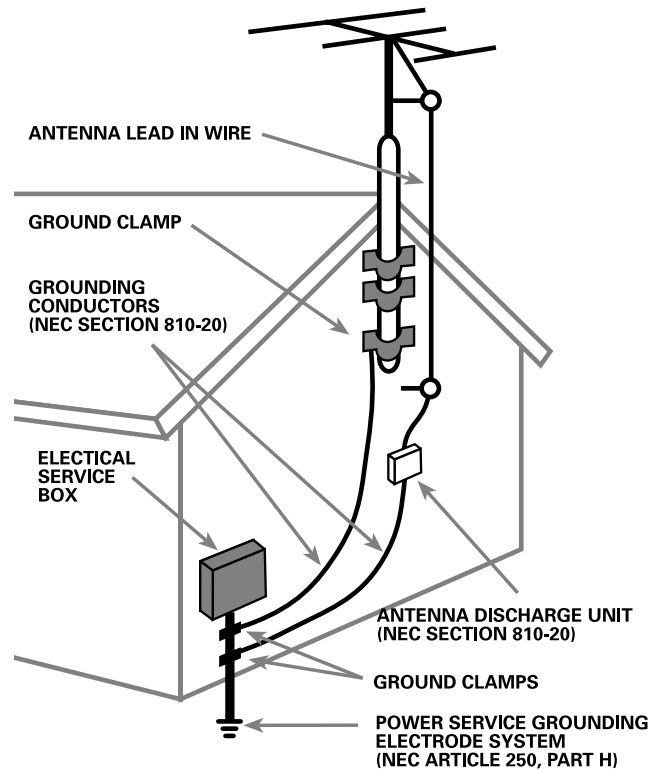 ANTENNA LEAD IN WIRE
GROUND CLAMP
GROUNDING
CONDUCTORS
(NEC SECTION 810-20)
ELECTICAL
SERVICE
BOX
ANTENNA DISCHARGE UNIT
(NEC SECTION 810-20)
GROUND CLAMPS
POWER SERVICE GROUNDING
ELECTRODE SYSTEM
(NEC ARTICLE 250, PART H)